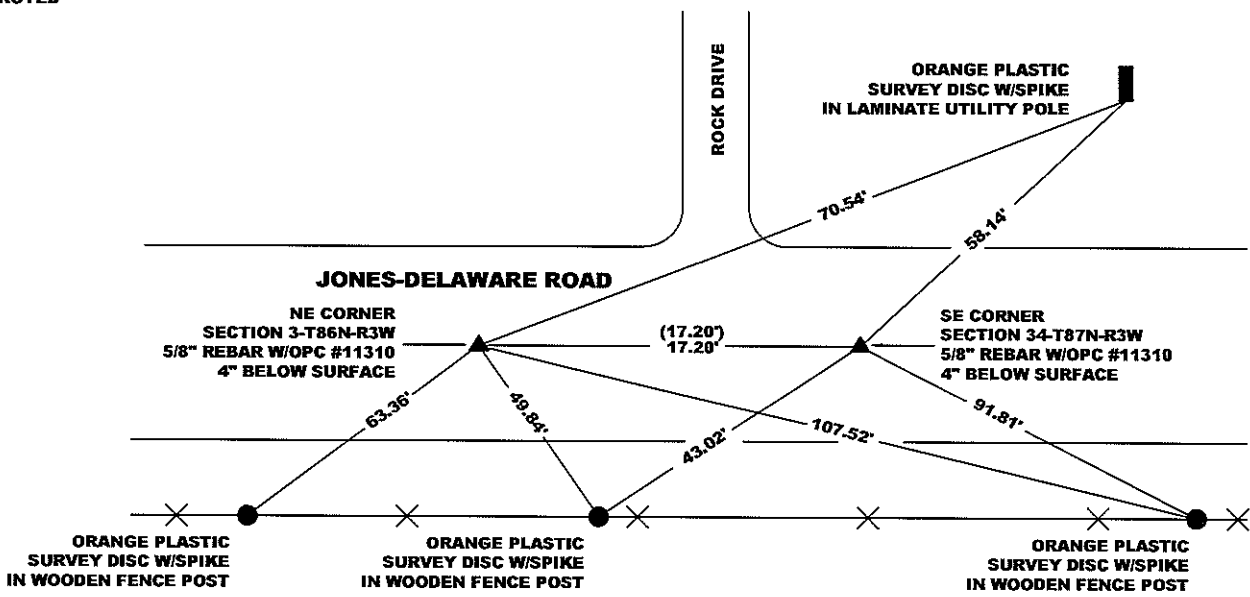 ROCK DRIVE
ORANGE PLASTIC
SURVEY DISC W/SPIKE
IN LAMINATE UTILITY POLE
70.54'
58.14'
JONES-DELAWARE ROAD
NE CORNER
SECTION 3-T86N-R3W
5/8" REBAR W/OPC #11310
4" BELOW SURFACE
(17.20')
17.20'
SE CORNER
SECTION 34-T87N-R3W
5/8" REBAR W/OPC #11310
4" BELOW SURFACE
63.36'
49.84'
43.02'
107.52'
91.81'
ORANGE PLASTIC
SURVEY DISC W/SPIKE
IN WOODEN FENCE POST
ORANGE PLASTIC
SURVEY DISC W/SPIKE
IN WOODEN FENCE POST
ORANGE PLASTIC
SURVEY DISC W/SPIKE
IN WOODEN FENCE POST